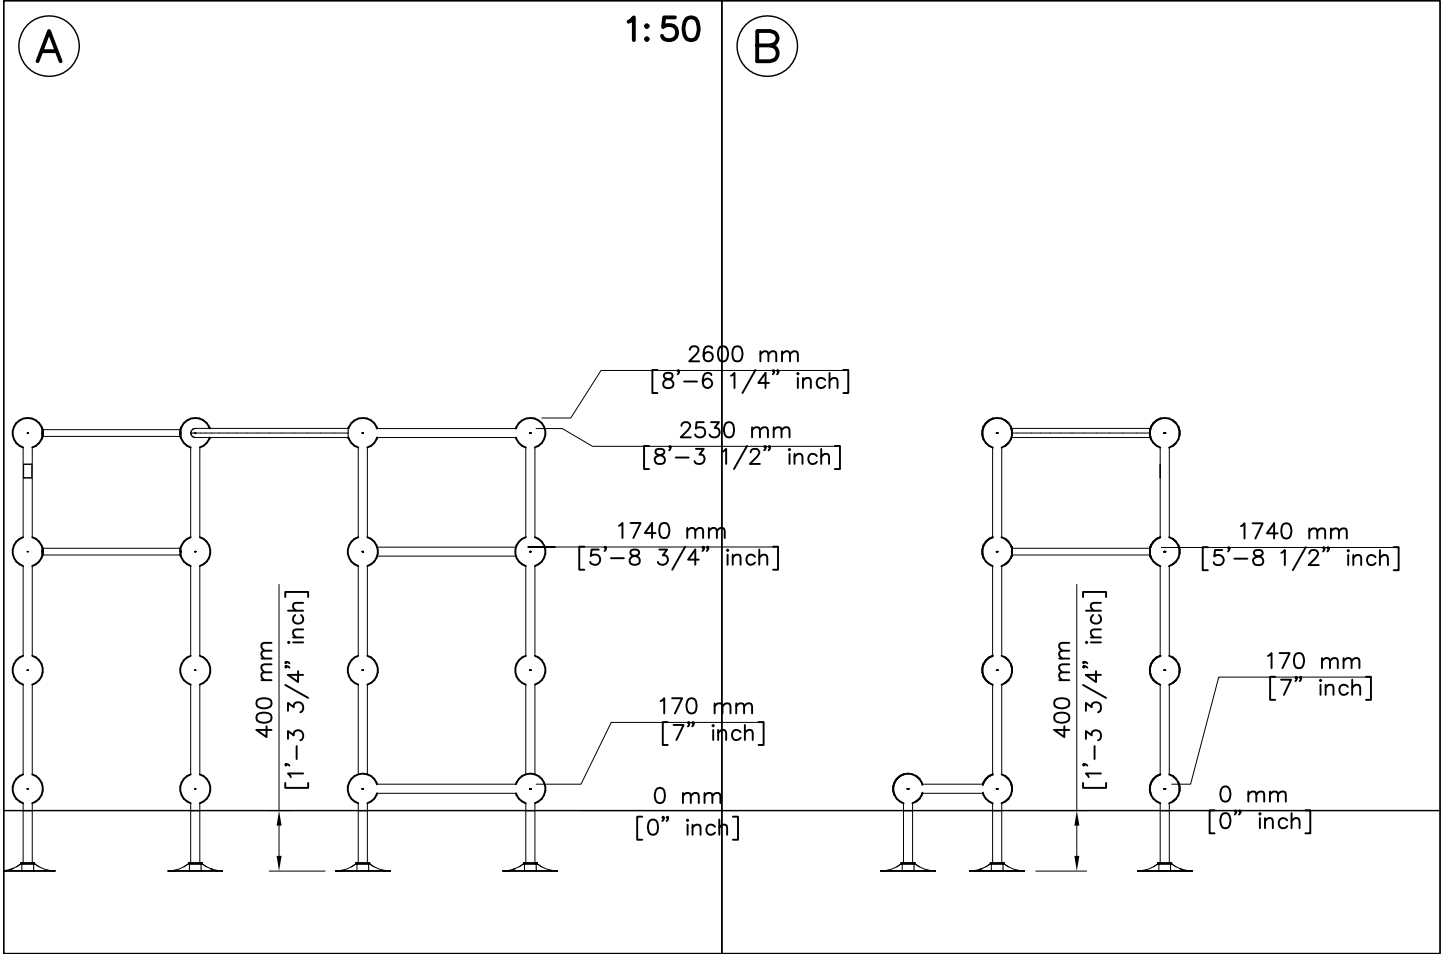 A
1:50
B
2600 mm
[8'-6 1/4" inch]
2530 mm
[8'-3 1/2" inch]
1740 mm
[5'-8 3/4" inch]
1740 mm
[5'-8 1/2" inch]
400 mm
[1'-3 3/4" inch]
400 mm
[1'-3 3/4" inch]
170 mm
[7" inch]
170 mm
[7" inch]
0 mm
[0" inch]
0 mm
[0" inch]